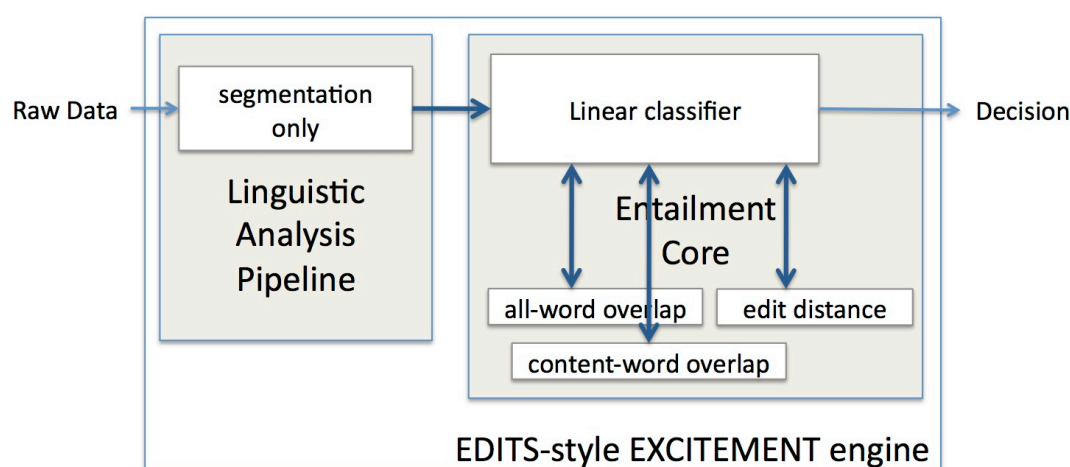 Raw Data
segmentation
only
Linguistic
Analysis
Pipeline
Linear classifier
Decision
Entailment
Core
all-word overlap
edit distance
content-word overlap
EDITS-style EXCITEMENT engine